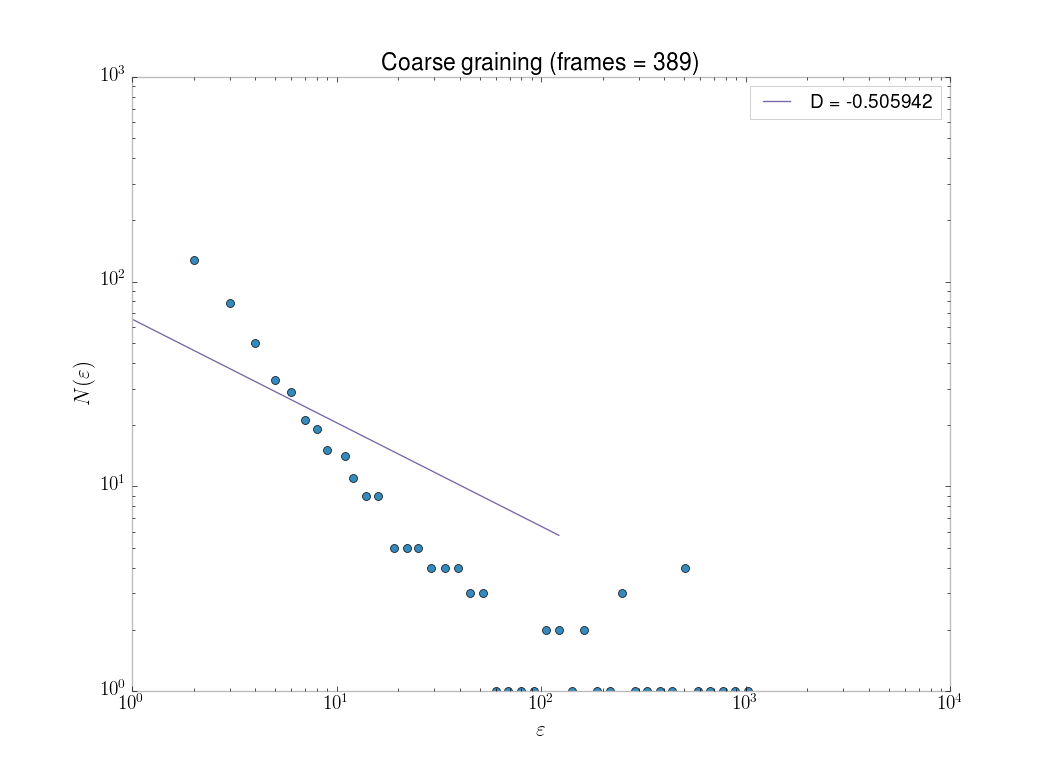 Coarse graining (frames = 389)
D = -0.505942
10³
10²
10¹
10⁰
N(ε)
10⁰ 10¹ 10² 10³ 10⁴
ε